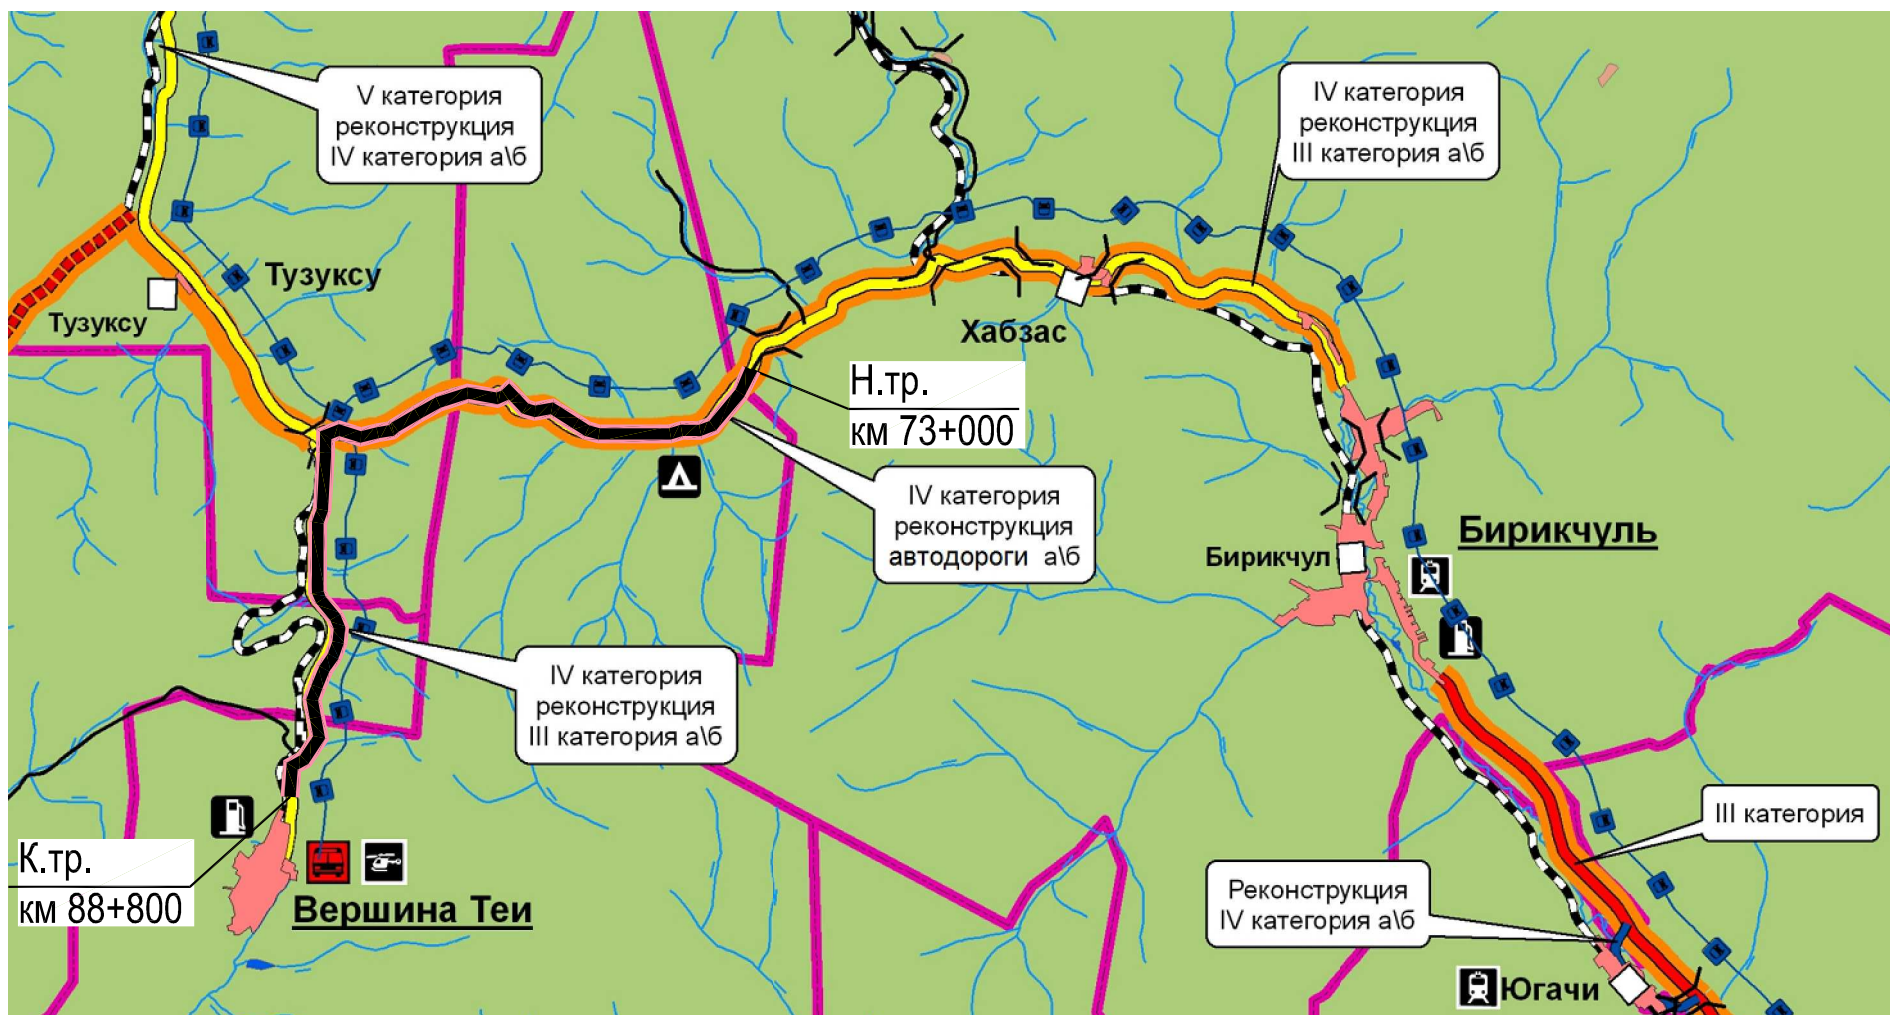 V категория
реконструкция
IV категория а\б
IV категория
реконструкция
III категория а\б
Тузуксу
Тузуксу
Хабзас
Н.тр.
км 73+000
IV категория
реконструкция
автодороги а\б
Бирикчуль
Бирикчул
IV категория
реконструкция
III категория а\б
III категория
К.тр.
км 88+800
Вершина Теи
Реконструкция
IV категория а\б
Югачи